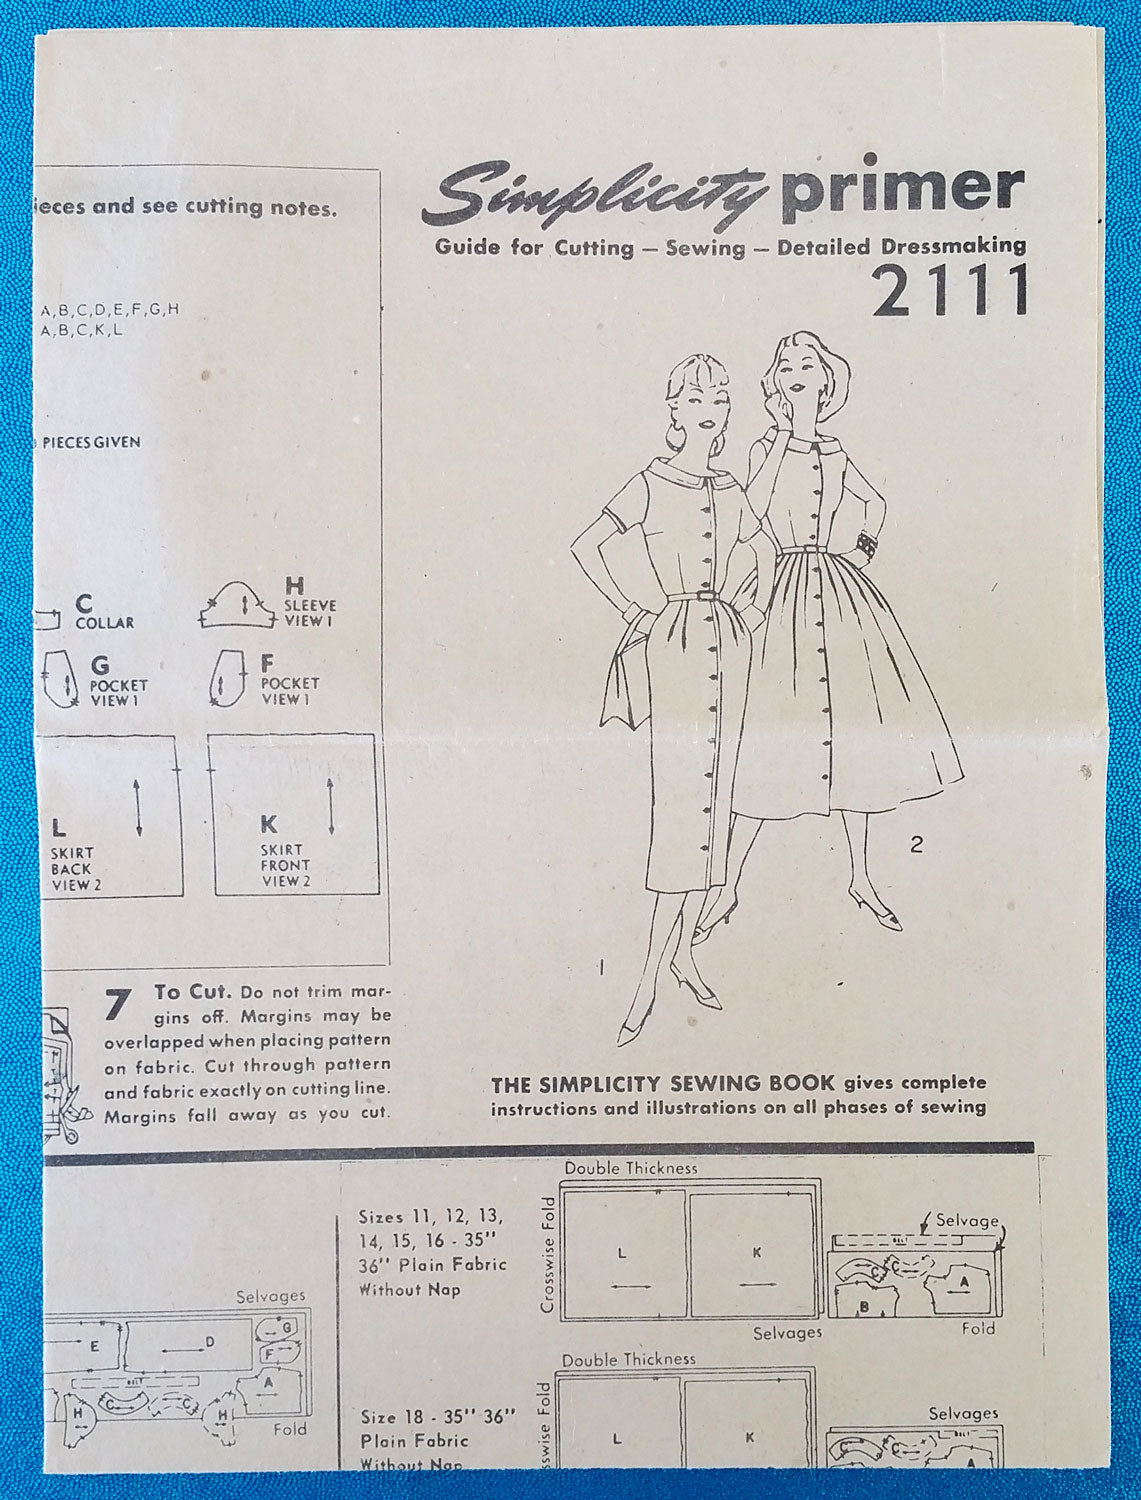 ieces and see cutting notes.
A,B,C,D,E,F,G,H
A,B,C,K,L
PIECES GIVEN
C
COLLAR
H
SLEEVE
VIEW 1
G
POCKET
VIEW 1
F
POCKET
VIEW 1
L
SKIRT
BACK
VIEW 2
K
SKIRT
FRONT
VIEW 2
7 To Cut. Do not trim mar-
gins off. Margins may be
overlapped when placing pattern
on fabric. Cut through pattern
and fabric exactly on cutting line.
Margins fall away as you cut.
Simplicity primer
Guide for Cutting — Sewing — Detailed Dressmaking
2111
2
1
THE SIMPLICITY SEWING BOOK gives complete
instructions and illustrations on all phases of sewing
Selvages
E
D
G
F
A
BELT
C
C
H
H
Fold
Sizes 11, 12, 13,
14, 15, 16 - 35"
36" Plain Fabric
Without Nap
Double Thickness
Crosswise Fold
L
K
Selvages
Selvage
BELT
C
C
A
B
Fold
Size 18 - 35" 36"
Plain Fabric
Without Nap
Double Thickness
sswise Fold
L
K
Selvages
BELT
C
C
A